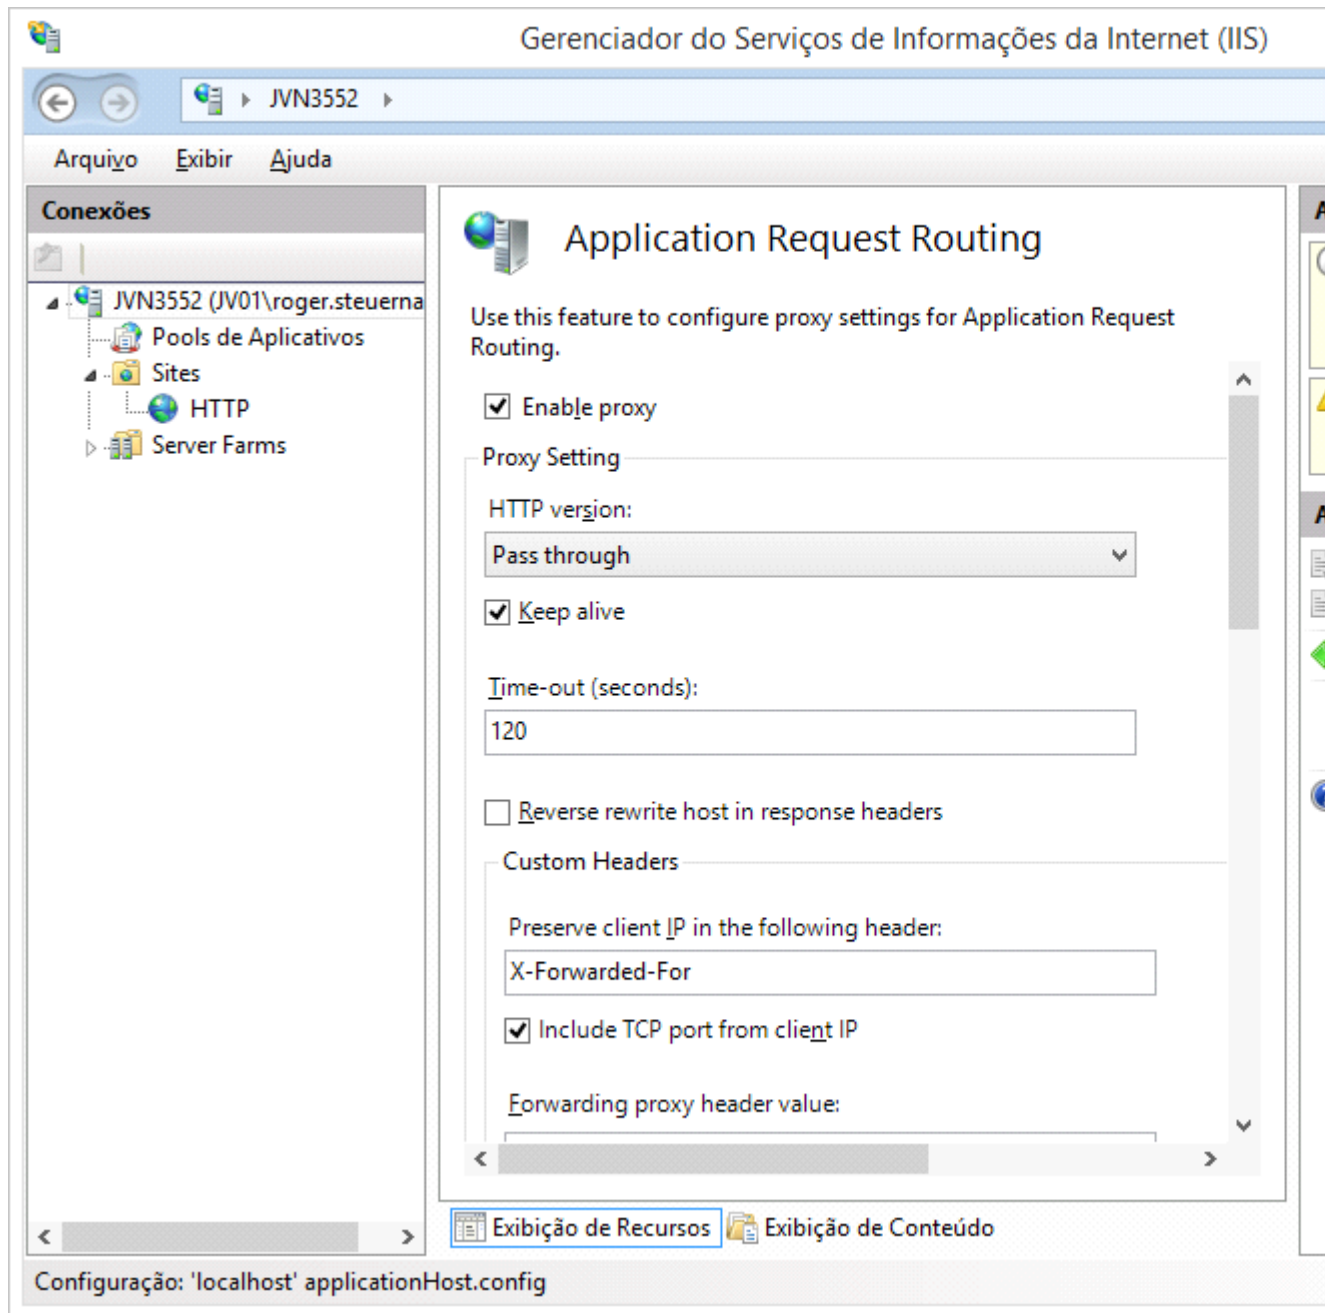 Gerenciador do Serviços de Informações da Internet (IIS)
JVN3552
Arquivo Exibir Ajuda
Conexões
JVN3552 (JV01\roger.steuerna
Pools de Aplicativos
Sites
HTTP
Server Farms
Application Request Routing
Use this feature to configure proxy settings for Application Request
Routing.
Enable proxy
Proxy Setting
HTTP version:
Pass through
Keep alive
Time-out (seconds):
120
Reverse rewrite host in response headers
Custom Headers
Preserve client IP in the following header:
X-Forwarded-For
Include TCP port from client IP
Forwarding proxy header value:
Exibição de Recursos Exibição de Conteúdo
Configuração: 'localhost' applicationHost.config